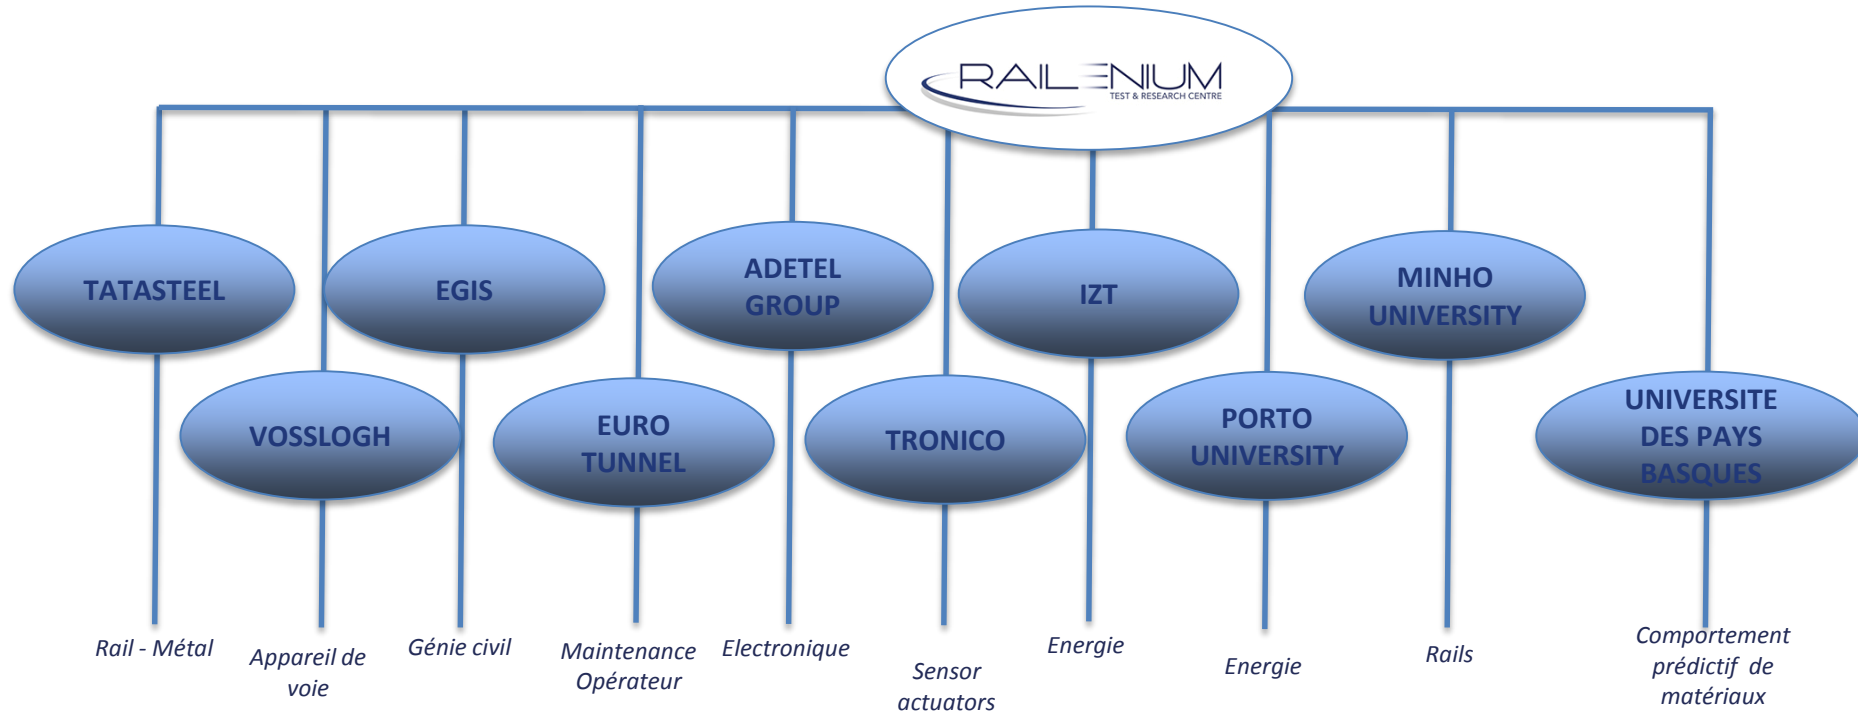 RAILENIUM
TEST & RESEARCH CENTRE
TATASTEEL
EGIS
ADETEL
GROUP
IZT
MINHO
UNIVERSITY
VOSSLOGH
EURO
TUNNEL
TRONICO
PORTO
UNIVERSITY
UNIVERSITE
DES PAYS
BASQUES
Rail - Métal
Appareil de
voie
Génie civil
Maintenance
Opérateur
Electronique
Sensor
actuators
Energie
Energie
Rails
Comportement
prédictif de
matériaux